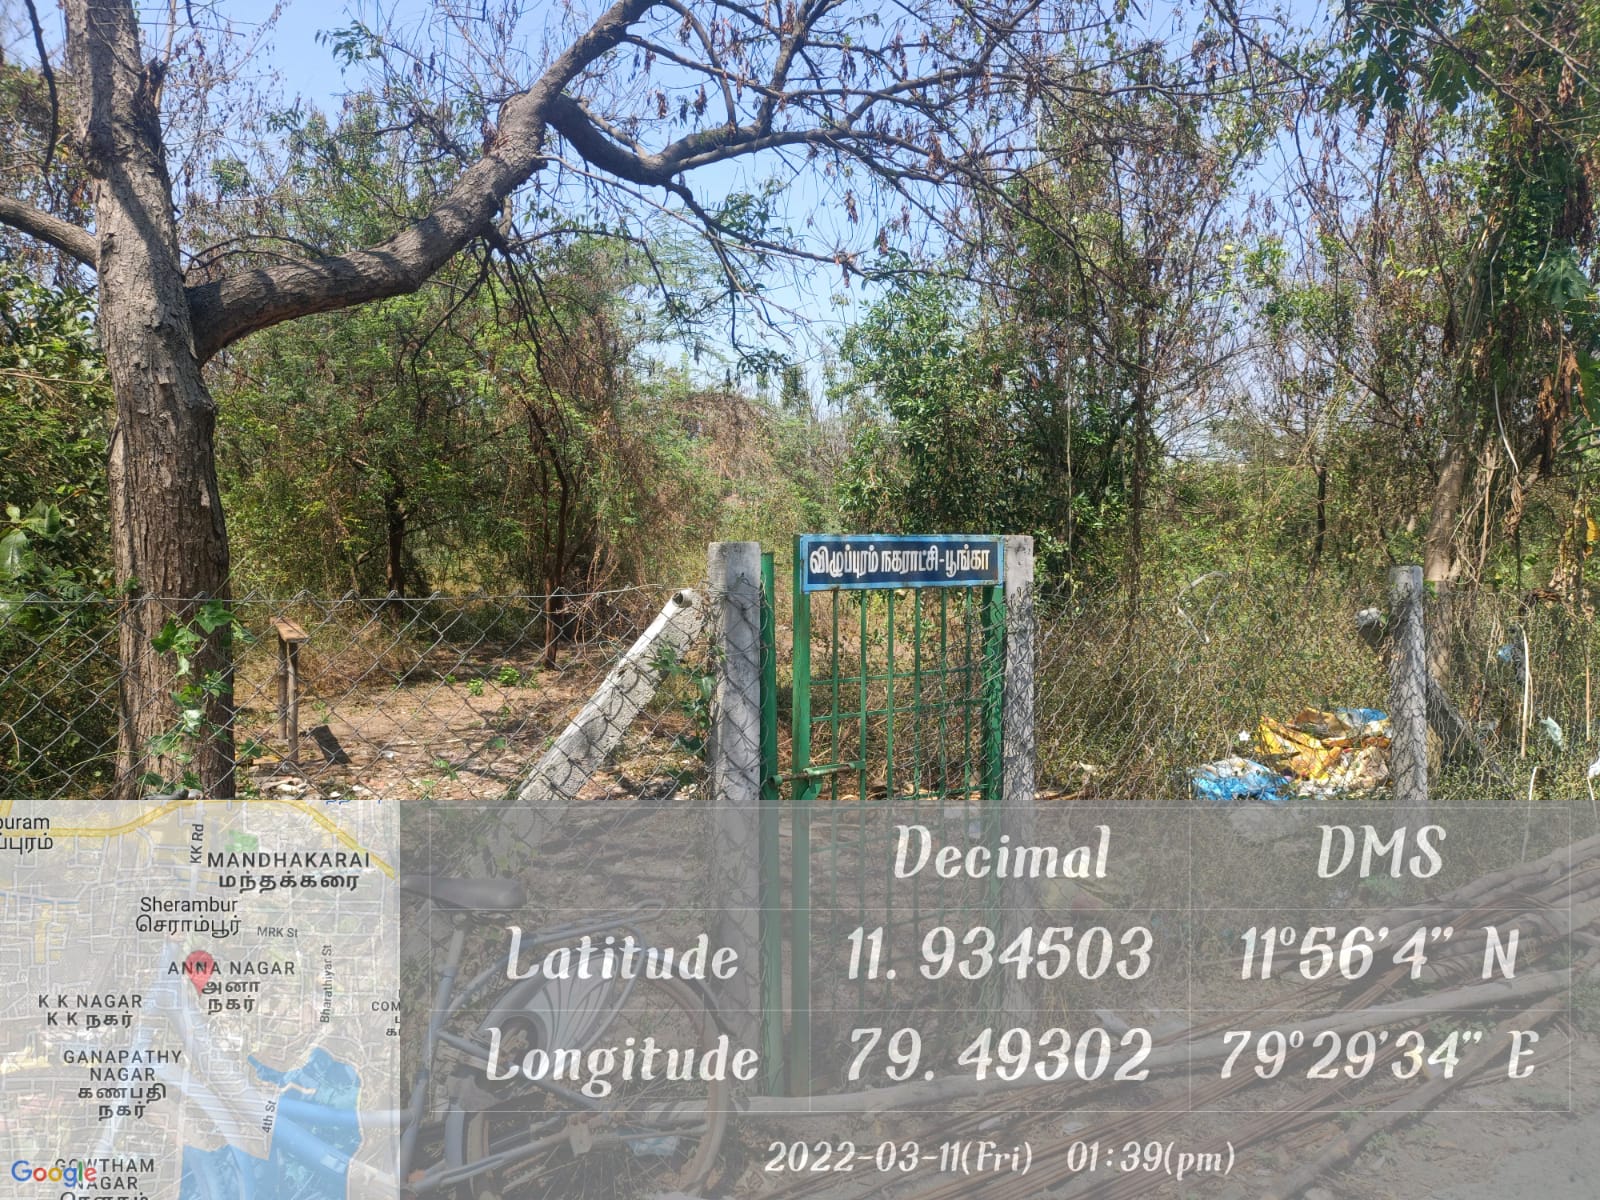 விழுப்புரம் நகராட்சி-பூங்கா
Decimal DMS
Latitude 11.934503 11°56'4" N
Longitude 79.49302 79°29'34" E
2022-03-11(Fri) 01:39(pm)
KK Rd
MANDHAKARAI
மந்தக்கரை
Sherambur
செராம்பூர்
MRK St
ANNA NAGAR
அனா
நகர்
Bharathiyar St
K K NAGAR
K K நகர்
GANAPATHY
NAGAR
கணபதி
நகர்
4th St
GOWTHAM
NAGAR
Google